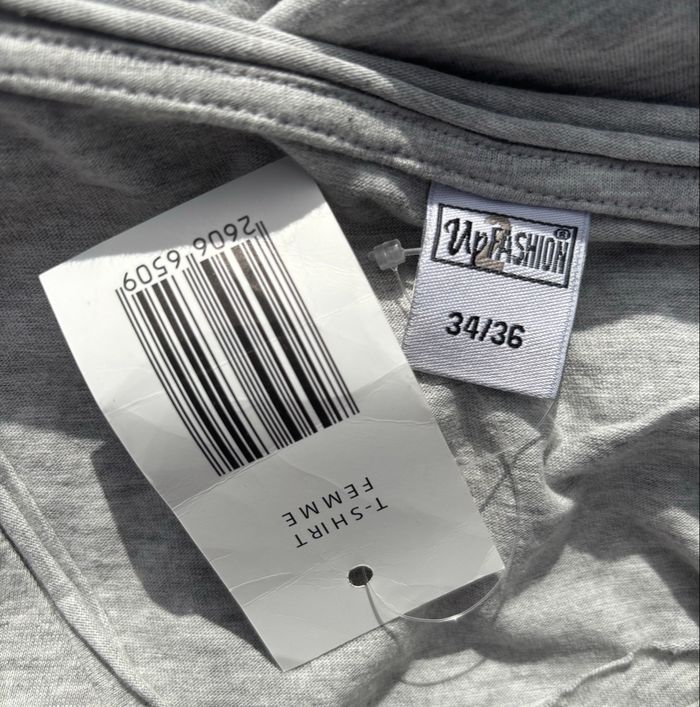 Up2FASHION®
34/36
T-SHIRT
FEMME
2606 6509